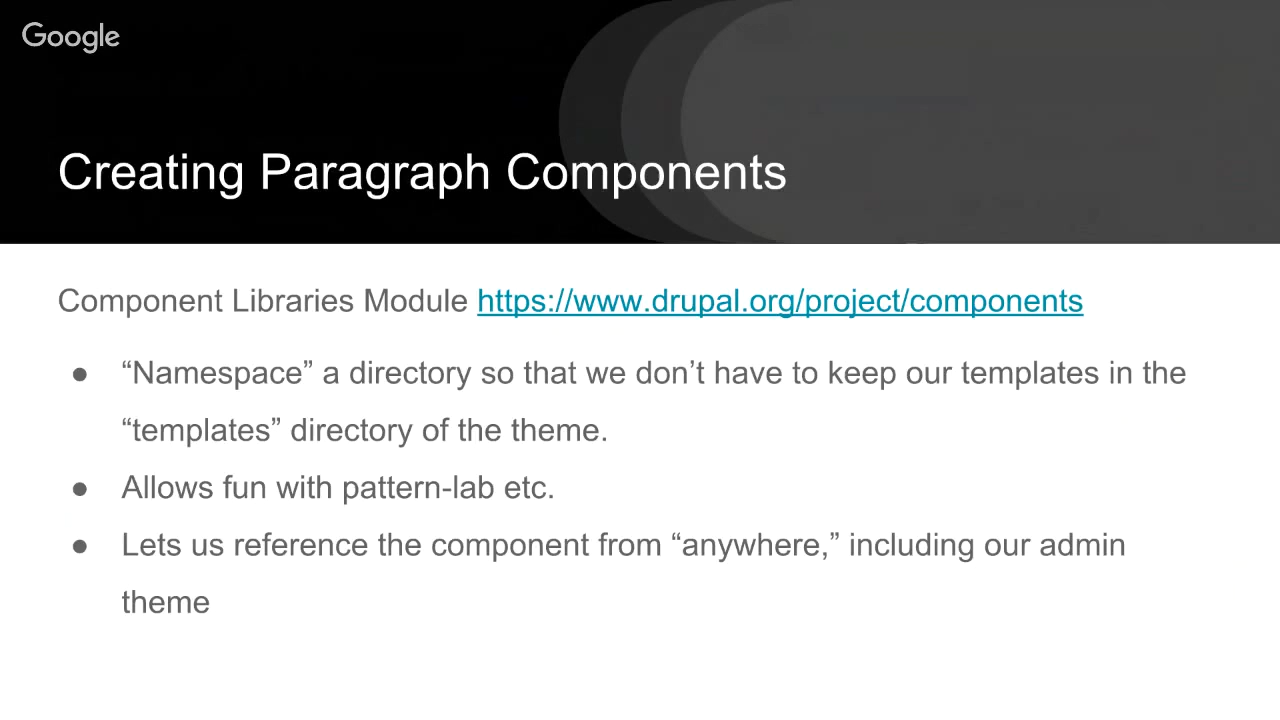 Google
Creating Paragraph Components
Component Libraries Module https://www.drupal.org/project/components
● “Namespace” a directory so that we don’t have to keep our templates in the
“templates” directory of the theme.
● Allows fun with pattern-lab etc.
● Lets us reference the component from “anywhere,” including our admin
theme